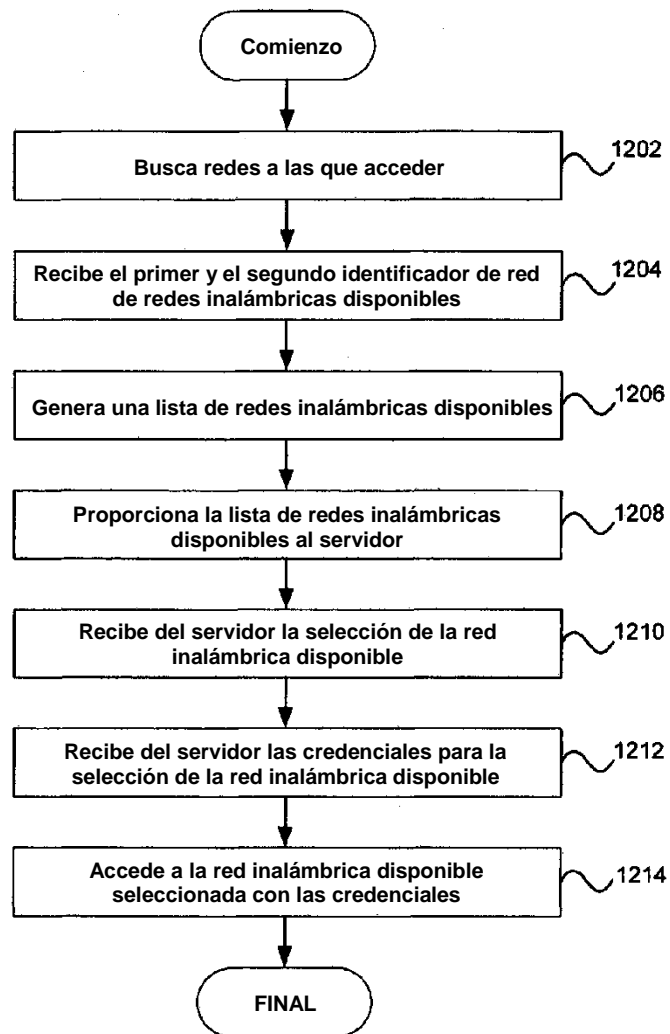 Comienzo
Busca redes a las que acceder
1202
Recibe el primer y el segundo identificador de red
de redes inalámbricas disponibles
1204
Genera una lista de redes inalámbricas disponibles
1206
Proporciona la lista de redes inalámbricas
disponibles al servidor
1208
Recibe del servidor la selección de la red
inalámbrica disponible
1210
Recibe del servidor las credenciales para la
selección de la red inalámbrica disponible
1212
Accede a la red inalámbrica disponible
seleccionada con las credenciales
1214
FINAL